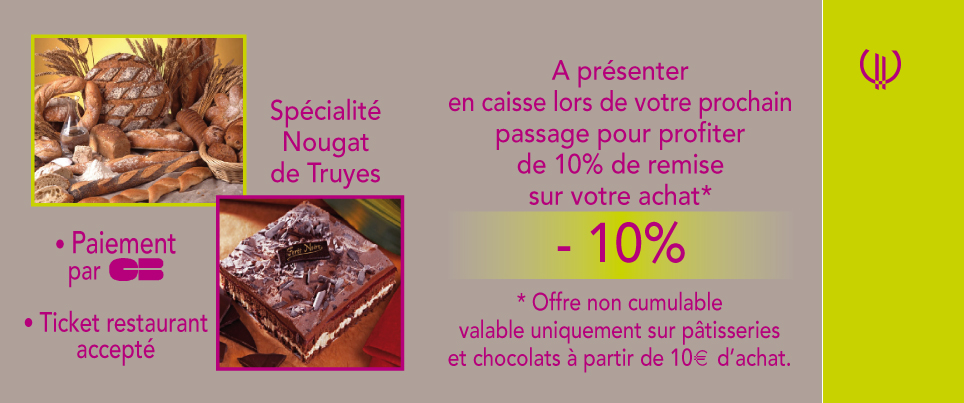 Spécialité
Nougat
de Truyes
• Paiement
par CB
• Ticket restaurant
accepté
A présenter
en caisse lors de votre prochain
passage pour profiter
de 10% de remise
sur votre achat*
- 10%
* Offre non cumulable
valable uniquement sur pâtisseries
et chocolats à partir de 10€ d’achat.